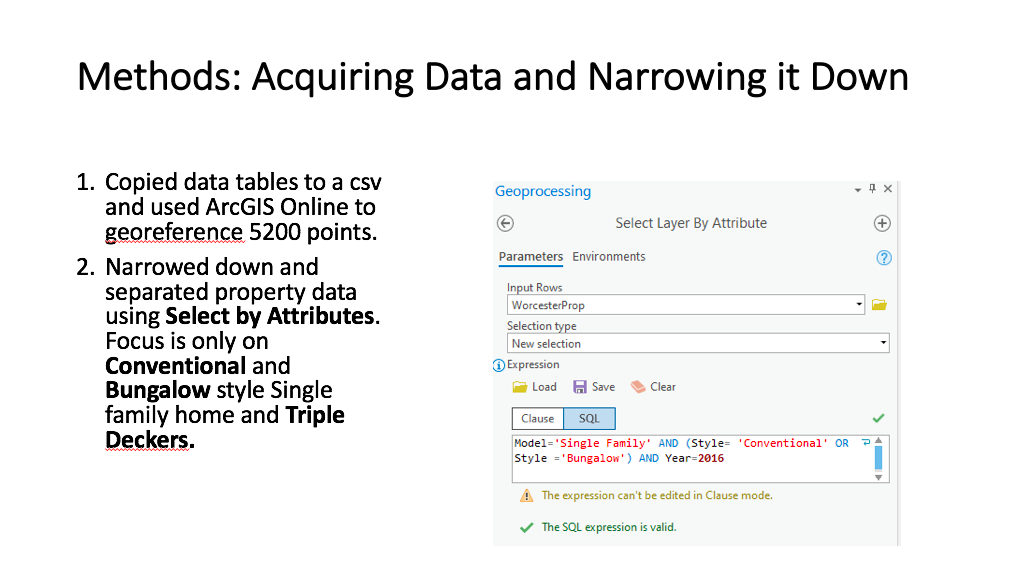 Methods: Acquiring Data and Narrowing it Down
1. Copied data tables to a csv
and used ArcGIS Online to
georeference 5200 points.
2. Narrowed down and
separated property data
using Select by Attributes.
Focus is only on
Conventional and
Bungalow style Single
family home and Triple
Deckers.
Geoprocessing
Select Layer By Attribute
Parameters Environments
Input Rows
WorcesterProp
Selection type
New selection
Expression
Load Save Clear
Clause SQL
Model='Single Family' AND (Style= 'Conventional' OR
Style ='Bungalow') AND Year=2016
The expression can't be edited in Clause mode.
The SQL expression is valid.